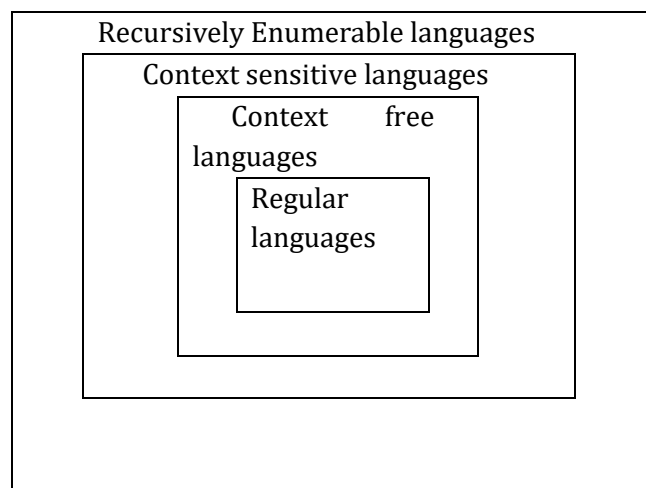 Recursively Enumerable languages
Context sensitive languages
Context free
languages
Regular
languages